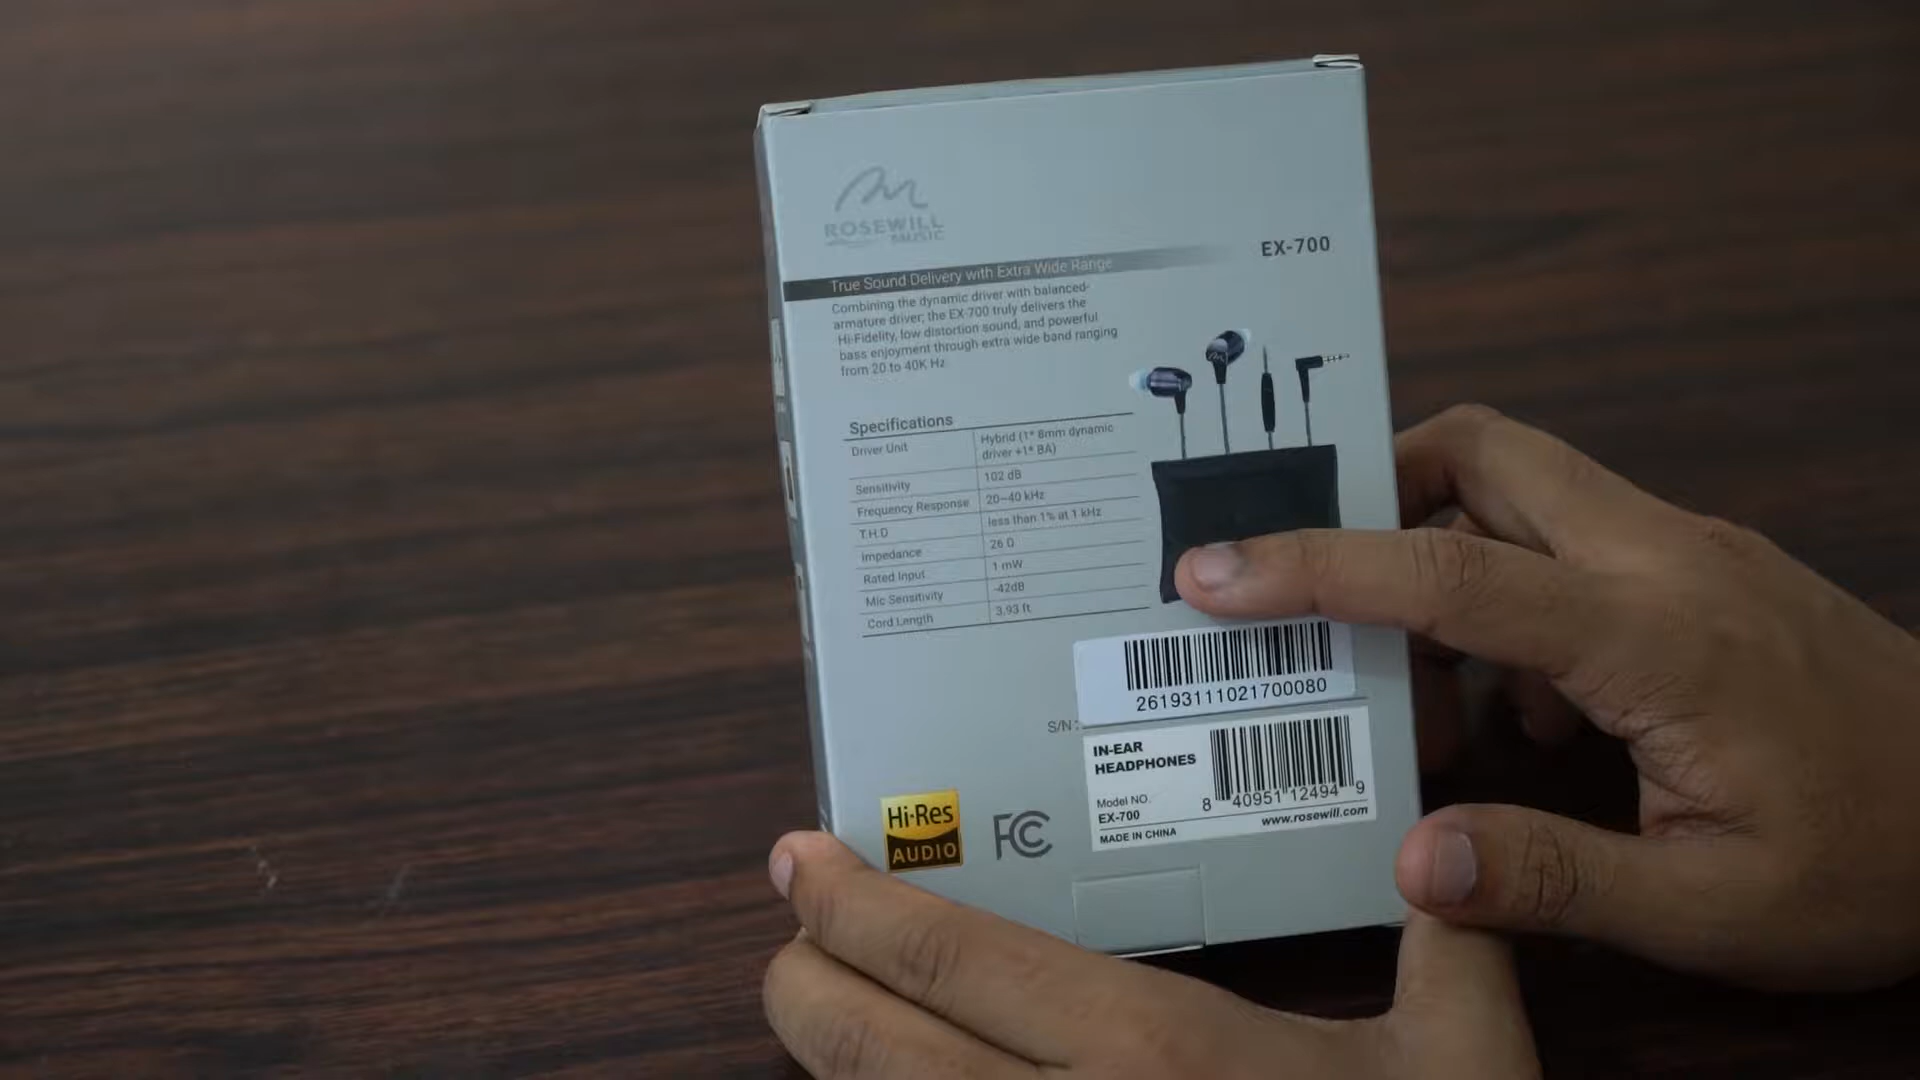 ROSEWILL
MUSIC
EX-700
True Sound Delivery with Extra Wide Range
Combining the dynamic driver with balanced-
armature driver, the EX-700 truly delivers the
Hi-Fidelity, low distortion sound, and powerful
bass enjoyment through extra wide band ranging
from 20 to 40K Hz
Specifications
Driver Unit Hybrid (1* 8mm dynamic
driver +1* BA)
Sensitivity 102 dB
Frequency Response 20~40 kHz
T.H.D less than 1% at 1 kHz
Impedance 26 Ω
Rated Input 1 mW
Mic Sensitivity -42dB
Cord Length 3.93 ft
26193111021700080
S/N :
IN-EAR
HEADPHONES
Model NO.
EX-700
8 40951 12494 9
MADE IN CHINA
www.rosewill.com
Hi-Res
AUDIO
FC